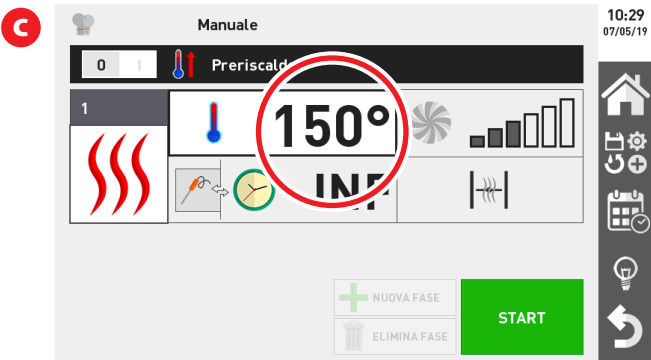 C
Manuale
10:29
07/05/19
0 I
Preriscald
1
150°
INF
NUOVA FASE
ELIMINA FASE
START